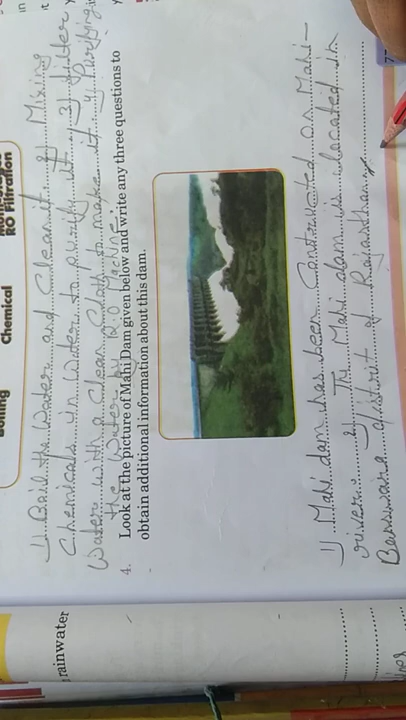 Boiling Chemical RO Filtration
1) Boil the Water and Clean it. 2) Mixing
Chemicals in Water to purify it. 3) filter
Water with a Clean Cloth to make it 4) Purifying
the Water by R.O Machine.
4. Look at the picture of Mahi Dam given below and write any three questions to
obtain additional information about this dam.
1) Mahi dam has been Constructed on Mahi-
river. 2) The Mahi dam is located in
Banswara district of Rajasthan.
77
rainwater